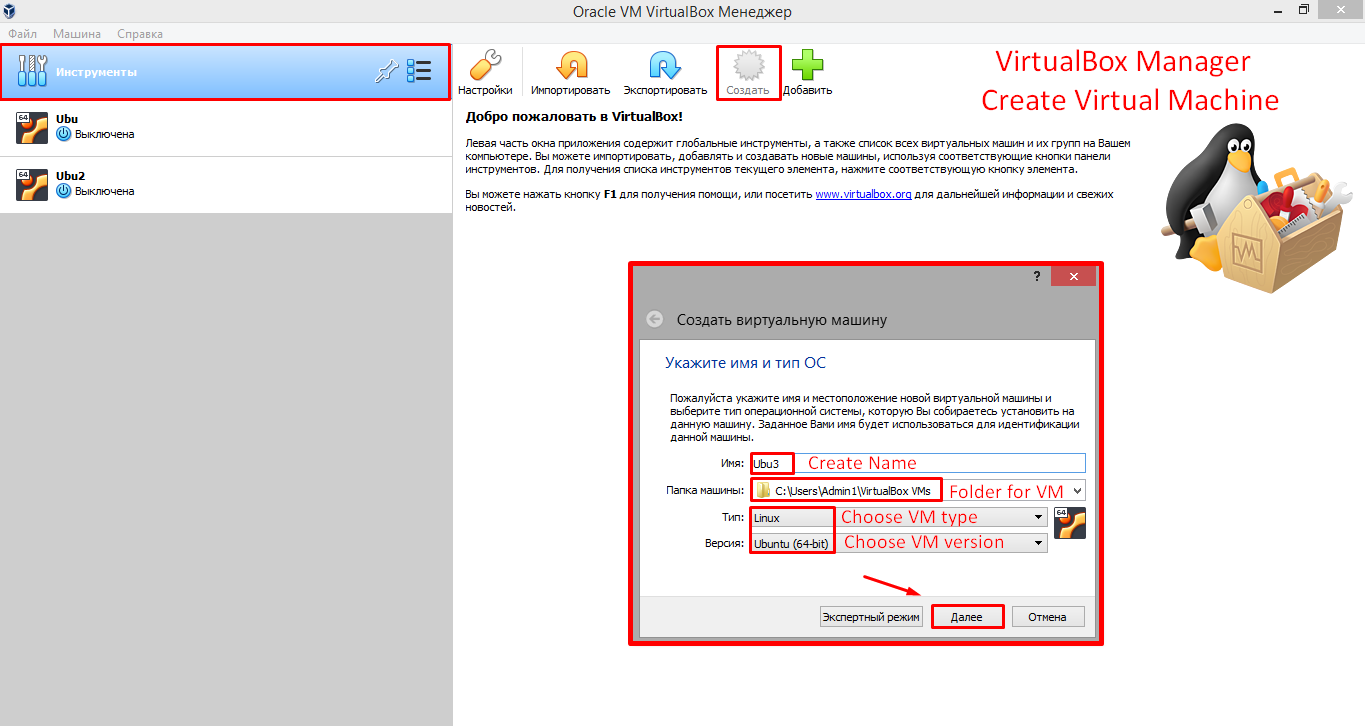 Oracle VM VirtualBox Менеджер
Файл Машина Справка
Инструменты
64
Ubu
Выключена
64
Ubu2
Выключена
Настройки Импортировать Экспортировать Создать Добавить
VirtualBox Manager
Create Virtual Machine
Добро пожаловать в VirtualBox!
Левая часть окна приложения содержит глобальные инструменты, а также список всех виртуальных машин и их групп на Вашем
компьютере. Вы можете импортировать, добавлять и создавать новые машины, используя соответствующие кнопки панели
инструментов. Для получения списка инструментов текущего элемента, нажмите соответствующую кнопку элемента.
Вы можете нажать кнопку F1 для получения помощи, или посетить www.virtualbox.org для дальнейшей информации и свежих
новостей.
?
Создать виртуальную машину
Укажите имя и тип ОС
Пожалуйста укажите имя и местоположение новой виртуальной машины и
выберите тип операционной системы, которую Вы собираетесь установить на
данную машину. Заданное Вами имя будет использоваться для идентификации
данной машины.
Имя: Ubu3 Create Name
Папка машины: C:\Users\Admin1\VirtualBox VMs Folder for VM
Тип: Linux Choose VM type
64
Версия: Ubuntu (64-bit) Choose VM version
Экспертный режим Далее Отмена